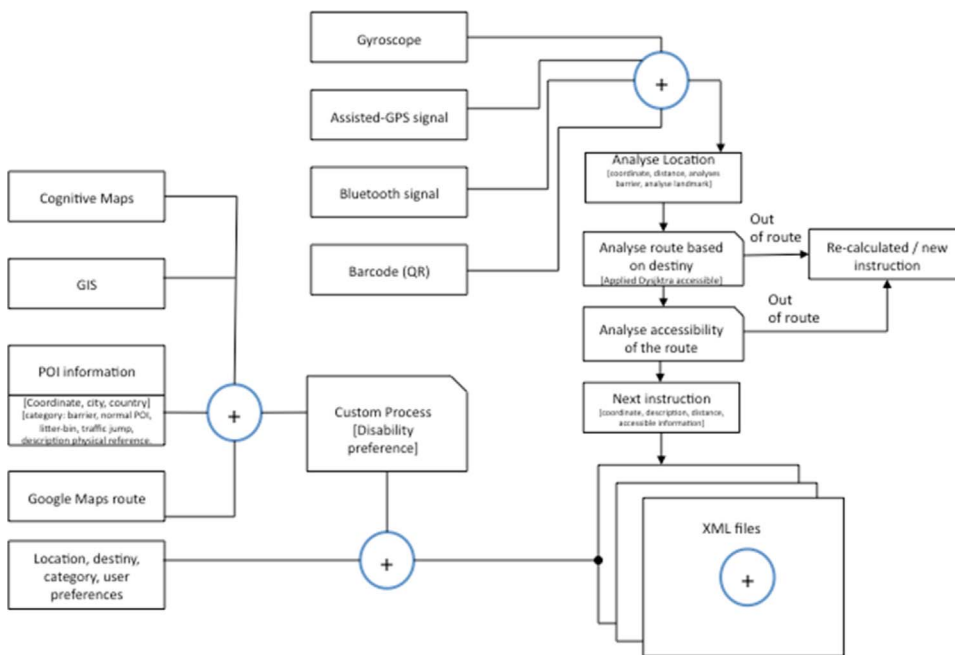 Gyroscope
+
Assisted-GPS signal
Analyse Location
[coordinate, distance, analyses
barrier, analyse landmark]
Bluetooth signal
Cognitive Maps
Out
of route
Analyse route based
on destiny
[Applied Dysjktra accessible]
Re-calculated / new
instruction
Barcode (QR)
GIS
Out
of route
Analyse accessibility
of the route
POI information
[Coordinate, city, country]
[category: barrier, normal POI,
litter-bin, traffic jump,
description physical reference.
+
Custom Process
[Disability
preference]
Next instruction
[coordinate, description, distance,
accessible information]
Google Maps route
XML files
+
Location, destiny,
category, user
preferences
+